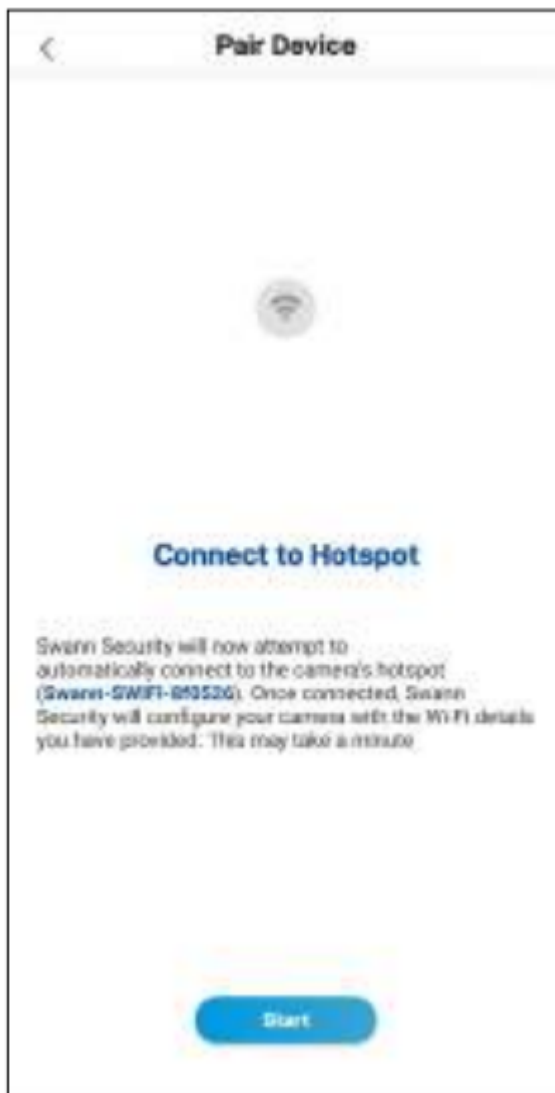 Pair Device
Connect to Hotspot
Swann Security will now attempt to
automatically connect to the camera's hotspot
(Swann-SWIFI-8f0526). Once connected, Swann
Security will configure your camera with the Wi-Fi details
you have provided. This may take a minute
Start